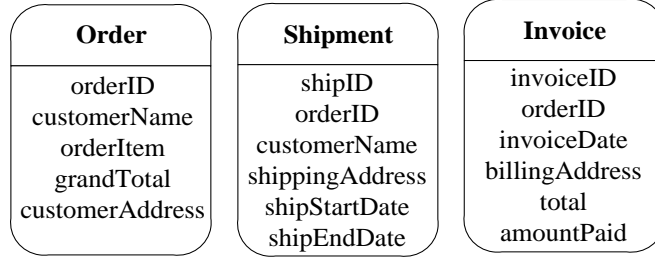 Order
orderID
customerName
orderItem
grandTotal
customerAddress
Shipment
shipID
orderID
customerName
shippingAddress
shipStartDate
shipEndDate
Invoice
invoiceID
orderID
invoiceDate
billingAddress
total
amountPaid